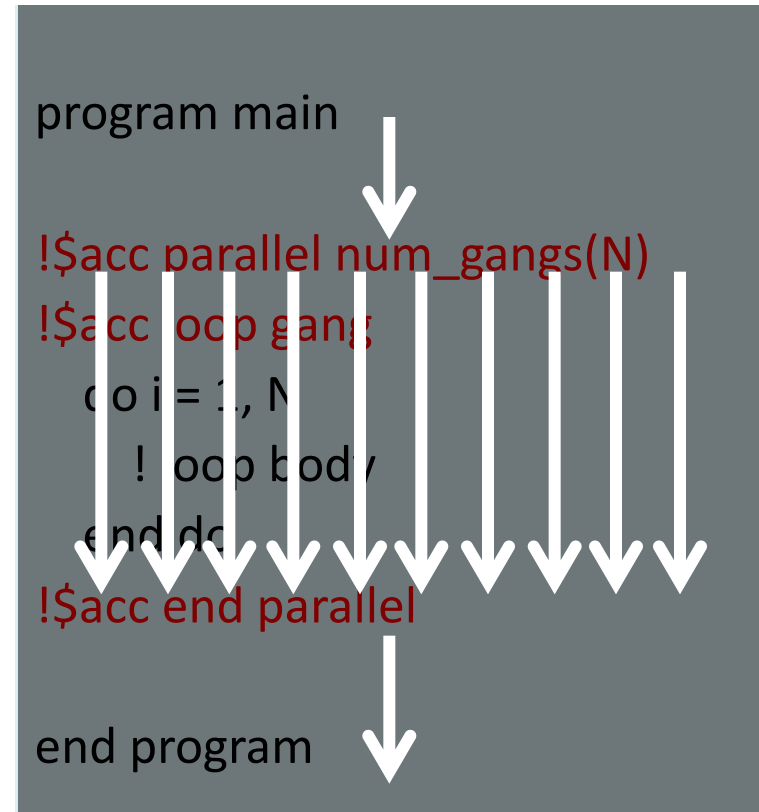 program main
!$acc parallel num_gangs(N)
!$acc loop gang
do i = 1, N
! loop body
end do
!$acc end parallel
end program